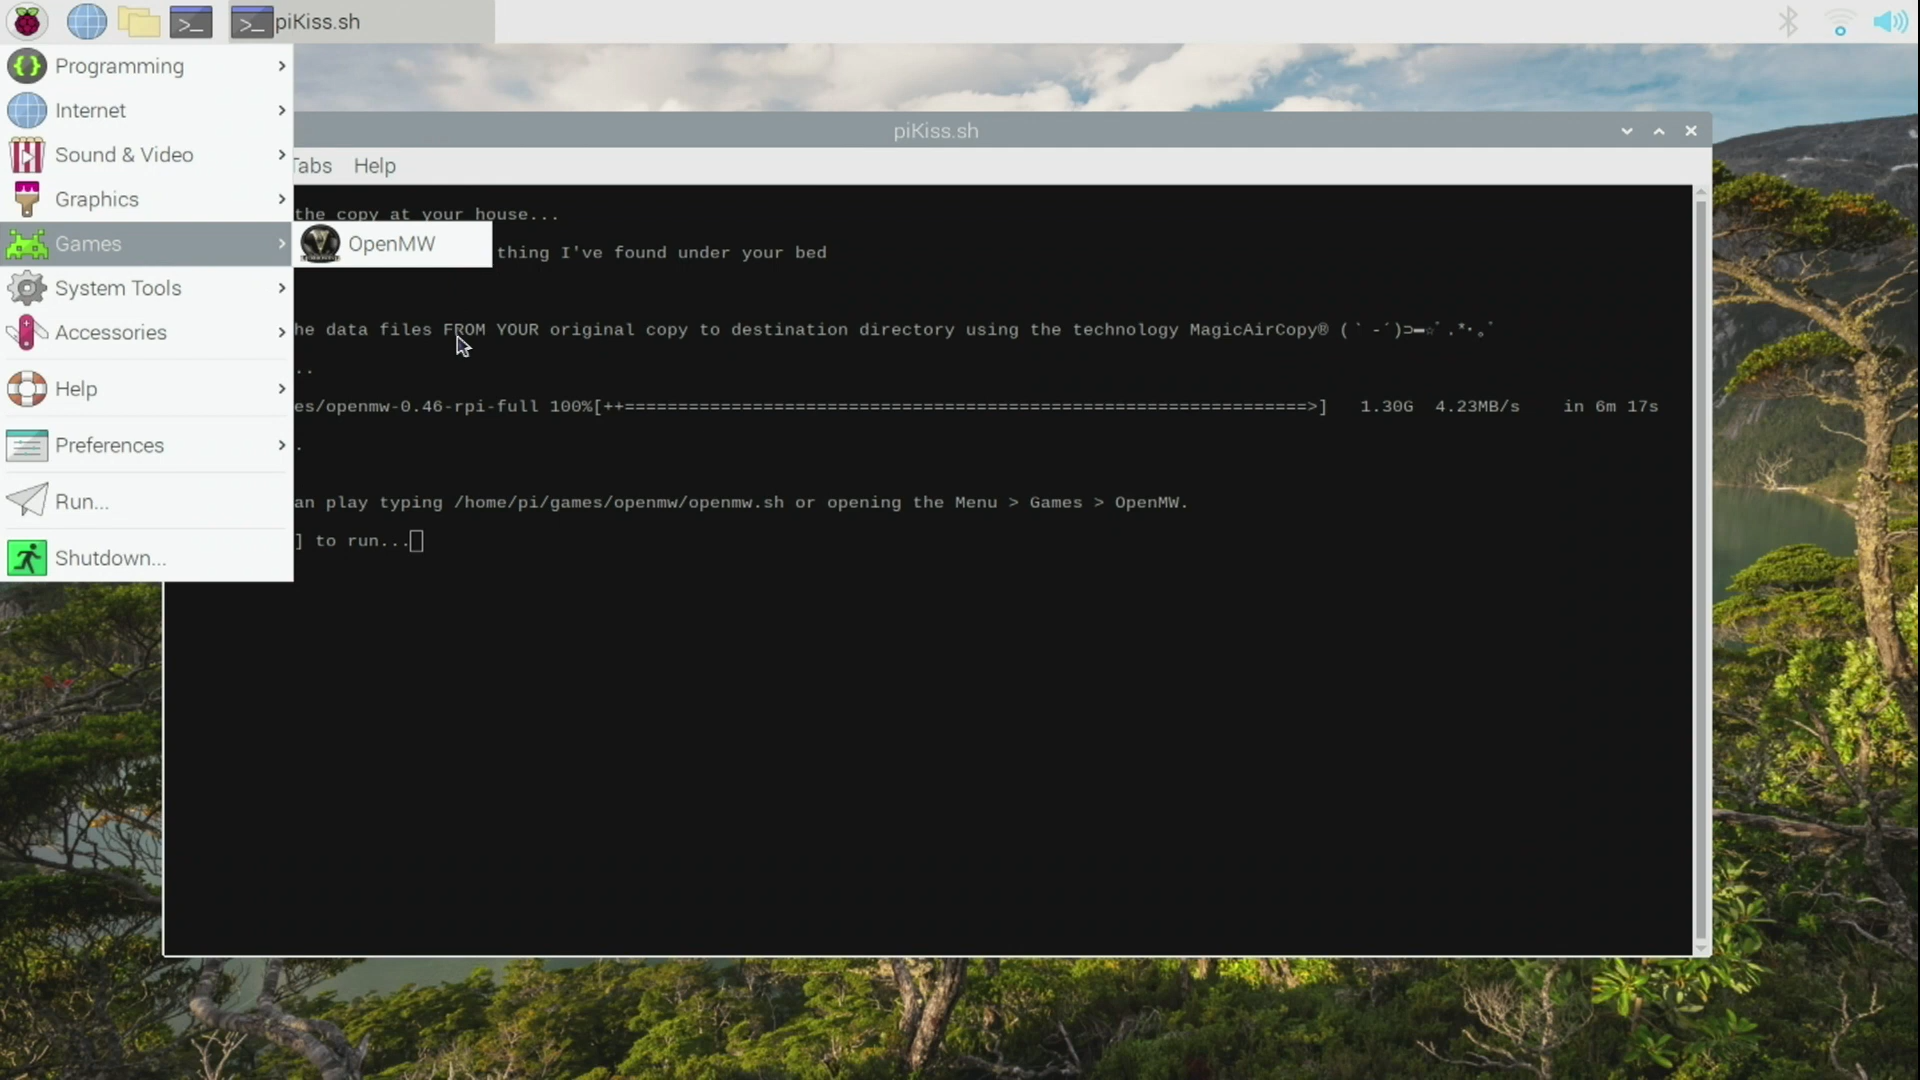 piKiss.sh
Programming
Internet
Sound & Video
Graphics
Games
System Tools
Accessories
Help
Preferences
Run...
Shutdown...
OpenMW
piKiss.sh
Tabs Help
the copy at your house...
thing I've found under your bed
he data files FROM YOUR original copy to destination directory using the technology MagicAirCopy® (
..
es/openmw-0.46-rpi-full 100%[++================================================================>] 1.30G 4.23MB/s in 6m 17s
.
an play typing /home/pi/games/openmw/openmw.sh or opening the Menu > Games > OpenMW.
] to run...